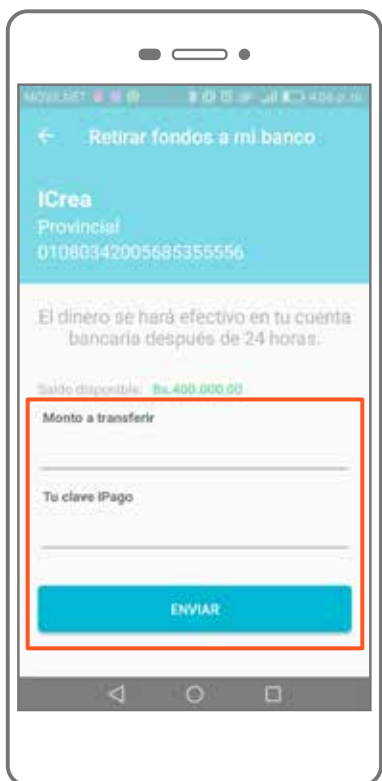 MOVILNET
Retirar fondos a mi banco
ICrea
Provincial
01080342005685355556
El dinero se hará efectivo en tu cuenta
bancaria después de 24 horas.
Saldo disponible: Bs.400.000,00
Monto a transferir
Tu clave iPago
ENVIAR